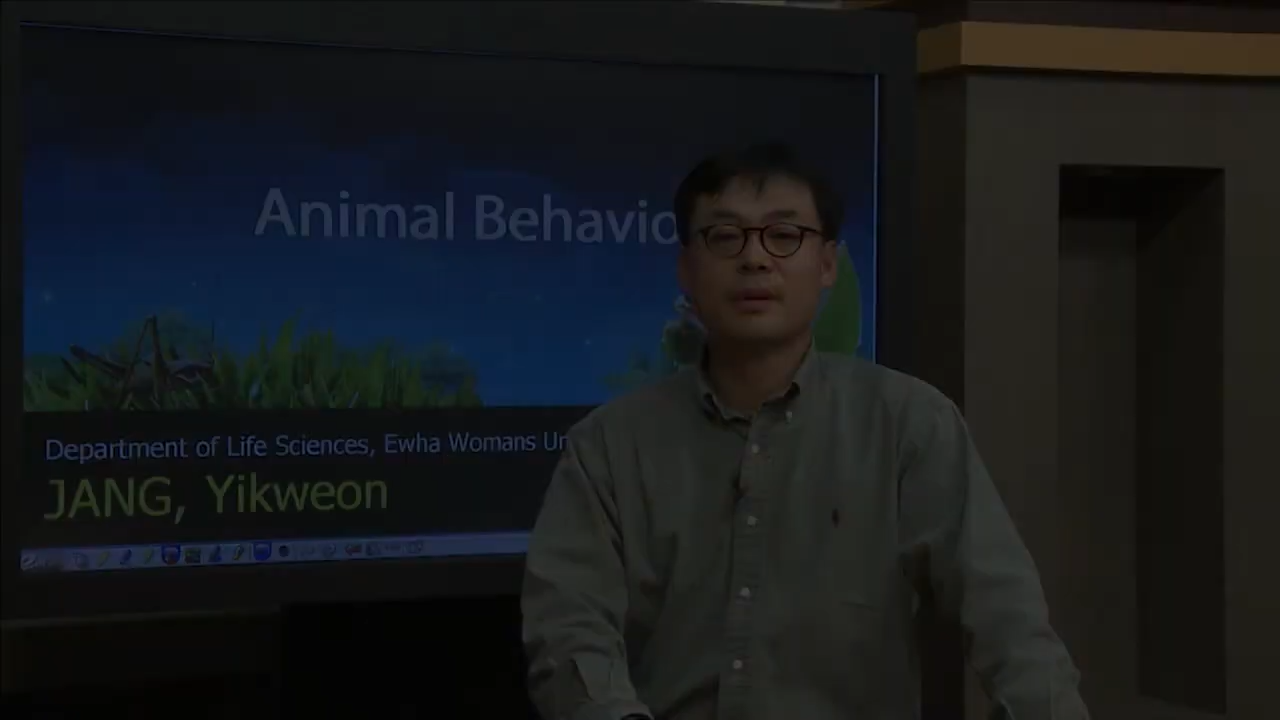 Animal Behavio
Department of Life Sciences, Ewha Womans Un
JANG, Yikweon